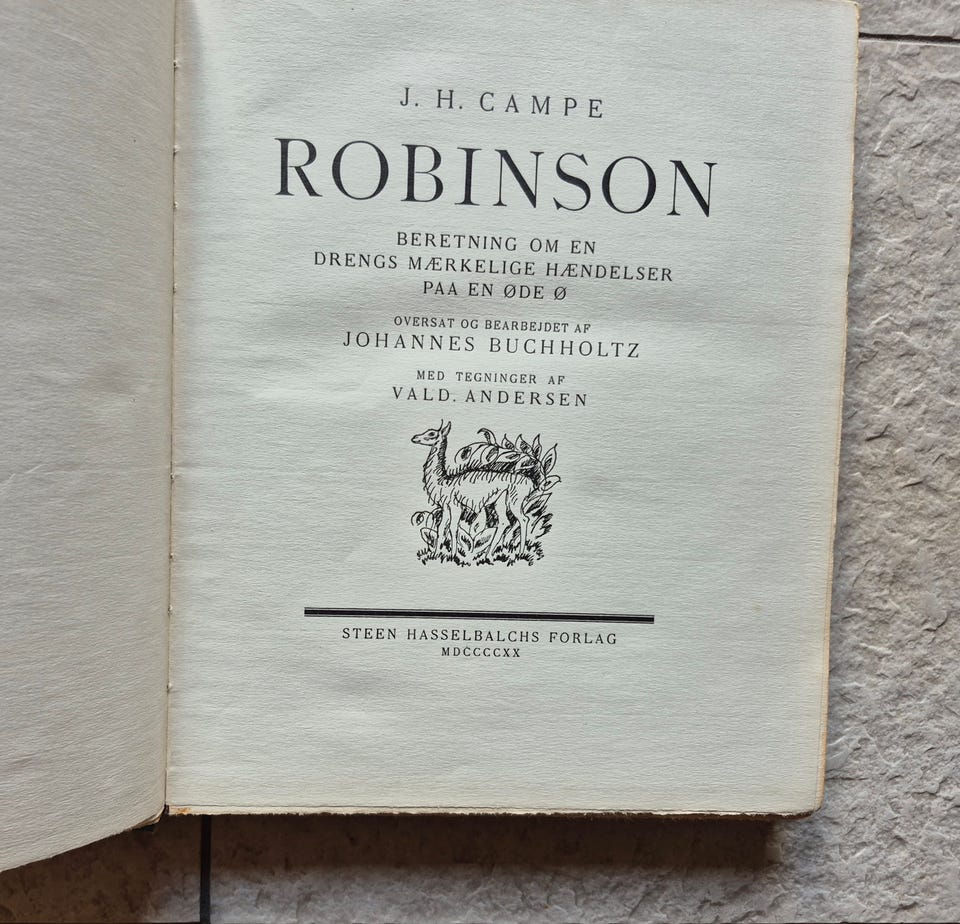 J. H. CAMPE
ROBINSON
BERETNING OM EN
DRENGS MÆRKELIGE HÆNDELSER
PAA EN ØDE Ø
OVERSAT OG BEARBEJDET AF
JOHANNES BUCHHOLTZ
MED TEGNINGER AF
VALD. ANDERSEN
STEEN HASSELBALCHS FORLAG
MDCCCCXX